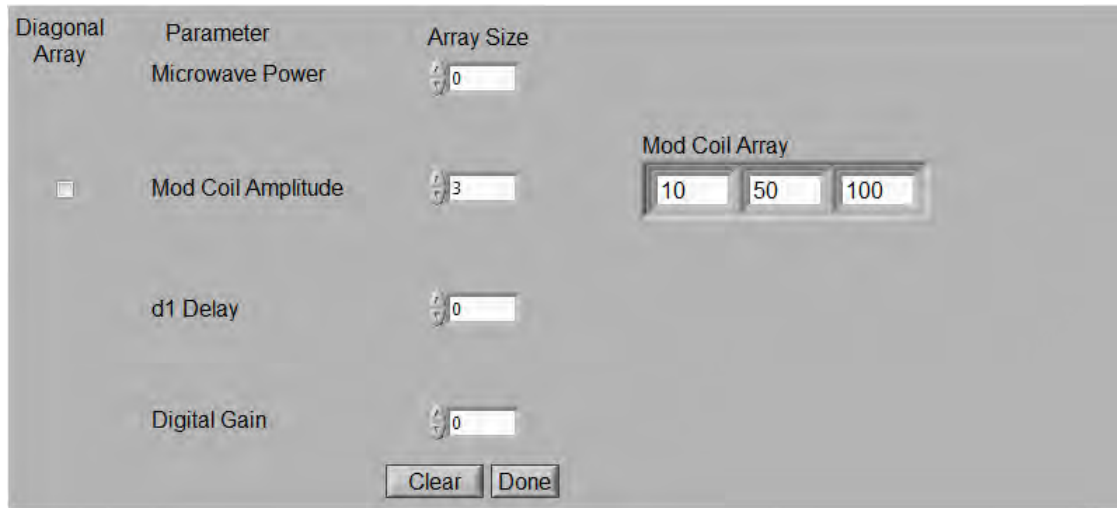 Diagonal Array
Parameter
Array Size
Microwave Power
0
Mod Coil Array
Mod Coil Amplitude
3
10 50 100
d1 Delay
0
Digital Gain
0
Clear Done